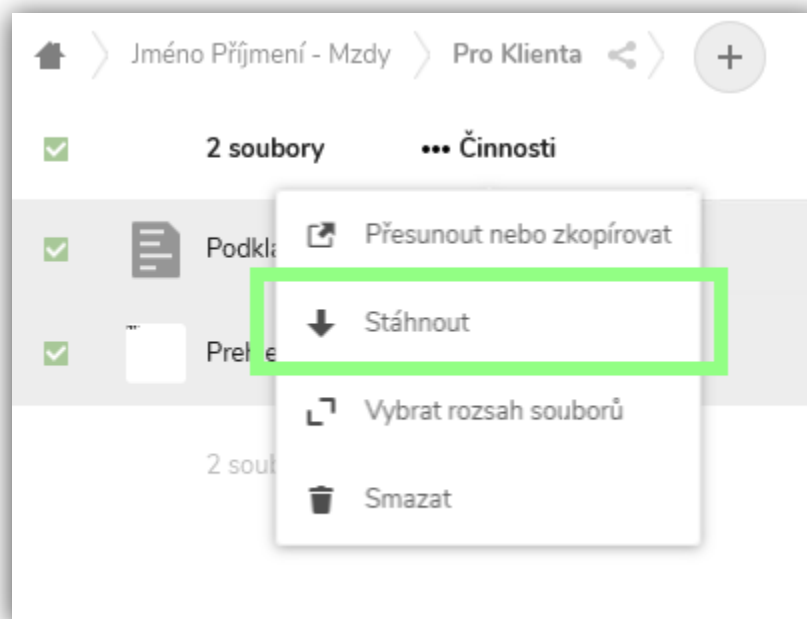 Jméno Příjmení - Mzdy Pro Klienta
2 soubory ••• Činnosti
Přesunout nebo zkopírovat
Stáhnout
Vybrat rozsah souborů
Smazat